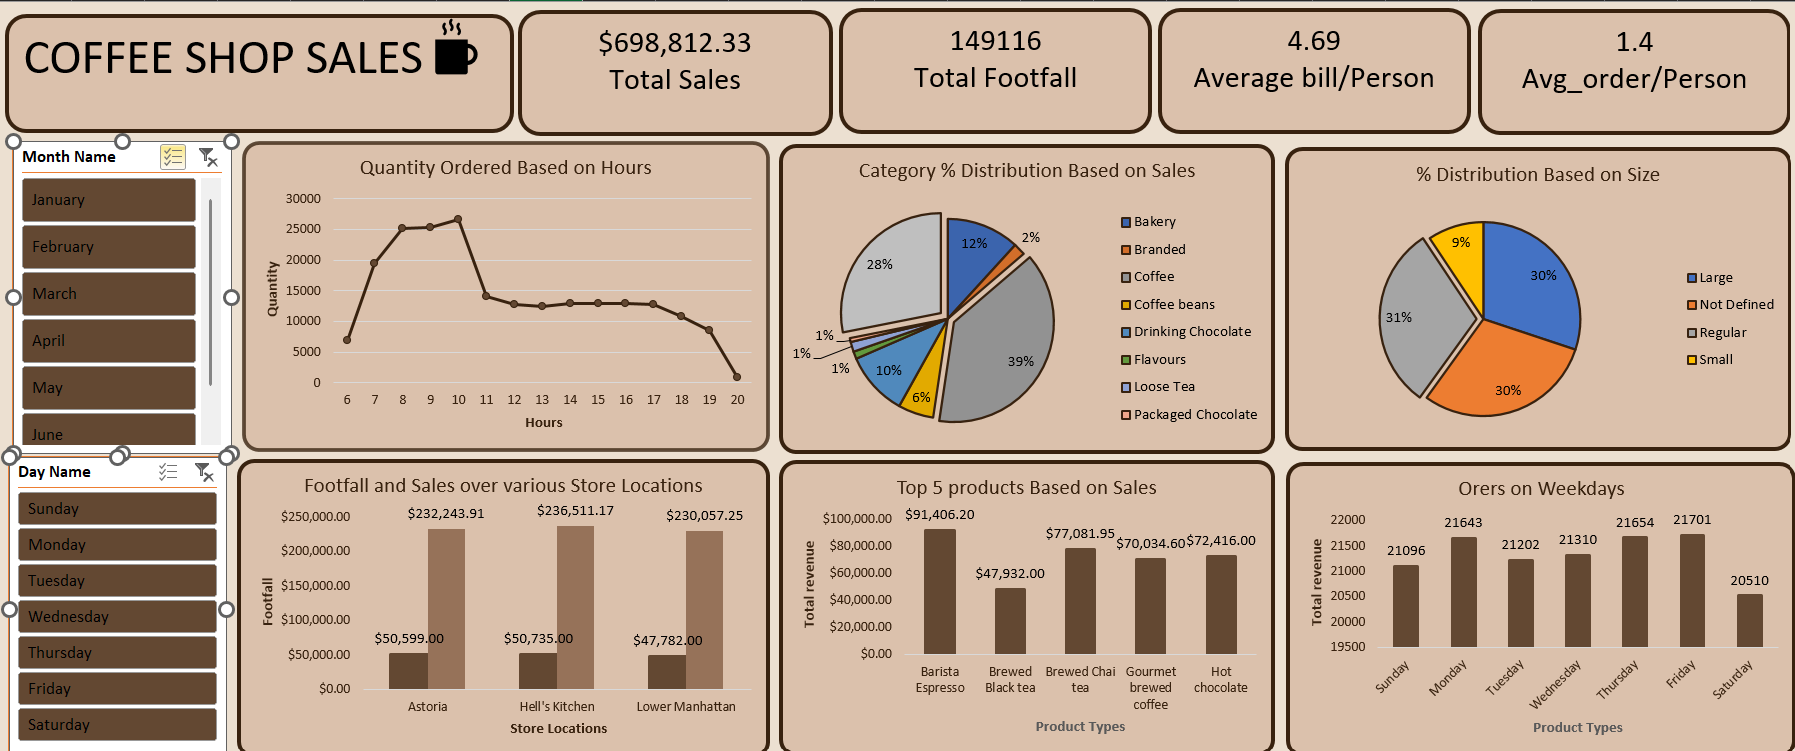 COFFEE SHOP SALES
$698,812.33
Total Sales
149116
Total Footfall
4.69
Average bill/Person
1.4
Avg_order/Person
Month Name
January
February
March
April
May
June
Day Name
Sunday
Monday
Tuesday
Wednesday
Thursday
Friday
Saturday
Quantity Ordered Based on Hours
Quantity
30000
25000
20000
15000
10000
5000
0
6 7 8 9 10 11 12 13 14 15 16 17 18 19 20
Hours
Category % Distribution Based on Sales
12%
2%
39%
6%
10%
1%
1%
1%
28%
Bakery
Branded
Coffee
Coffee beans
Drinking Chocolate
Flavours
Loose Tea
Packaged Chocolate
% Distribution Based on Size
30%
30%
31%
9%
Large
Not Defined
Regular
Small
Footfall and Sales over various Store Locations
Footfall
$250,000.00
$200,000.00
$150,000.00
$100,000.00
$50,000.00
$0.00
$232,243.91
$236,511.17
$230,057.25
$50,599.00
$50,735.00
$47,782.00
Astoria
Hell's Kitchen
Lower Manhattan
Store Locations
Top 5 products Based on Sales
Total revenue
$100,000.00
$80,000.00
$60,000.00
$40,000.00
$20,000.00
$0.00
$91,406.20
$47,932.00
$77,081.95
$70,034.60
$72,416.00
Barista
Espresso
Brewed
Black tea
Brewed Chai
tea
Gourmet
brewed
coffee
Hot
chocolate
Product Types
Orers on Weekdays
Total revenue
22000
21500
21000
20500
20000
19500
21096
21643
21202
21310
21654
21701
20510
Sunday
Monday
Tuesday
Wednesday
Thursday
Friday
Saturday
Product Types